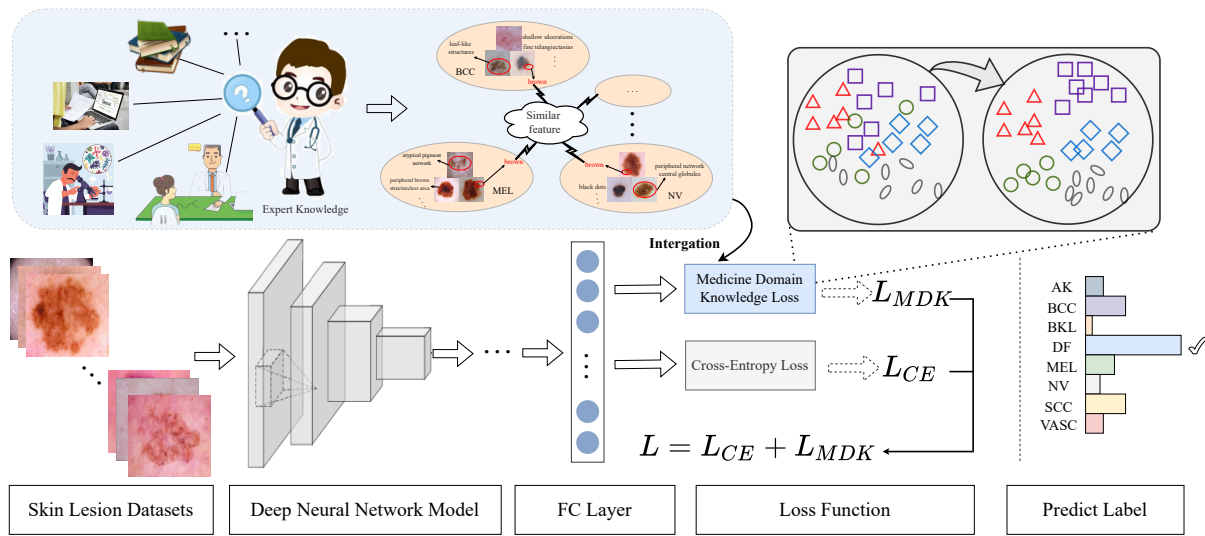 ?
Expert Knowledge
leaf-like
structures
shallow ulcerations
fine telangiectasias
BCC
brown
Similar
feature
atypical pigment
network
brown
peripheral brown
structureless area
MEL
brown
peripheral network
central globules
black dots
NV
Intergation
Medicine Domain
Knowledge Loss
L_MDK
Cross-Entropy Loss
L_CE
L = L_CE + L_MDK
AK
BCC
BKL
DF
MEL
NV
SCC
VASC
Skin Lesion Datasets
Deep Neural Network Model
FC Layer
Loss Function
Predict Label